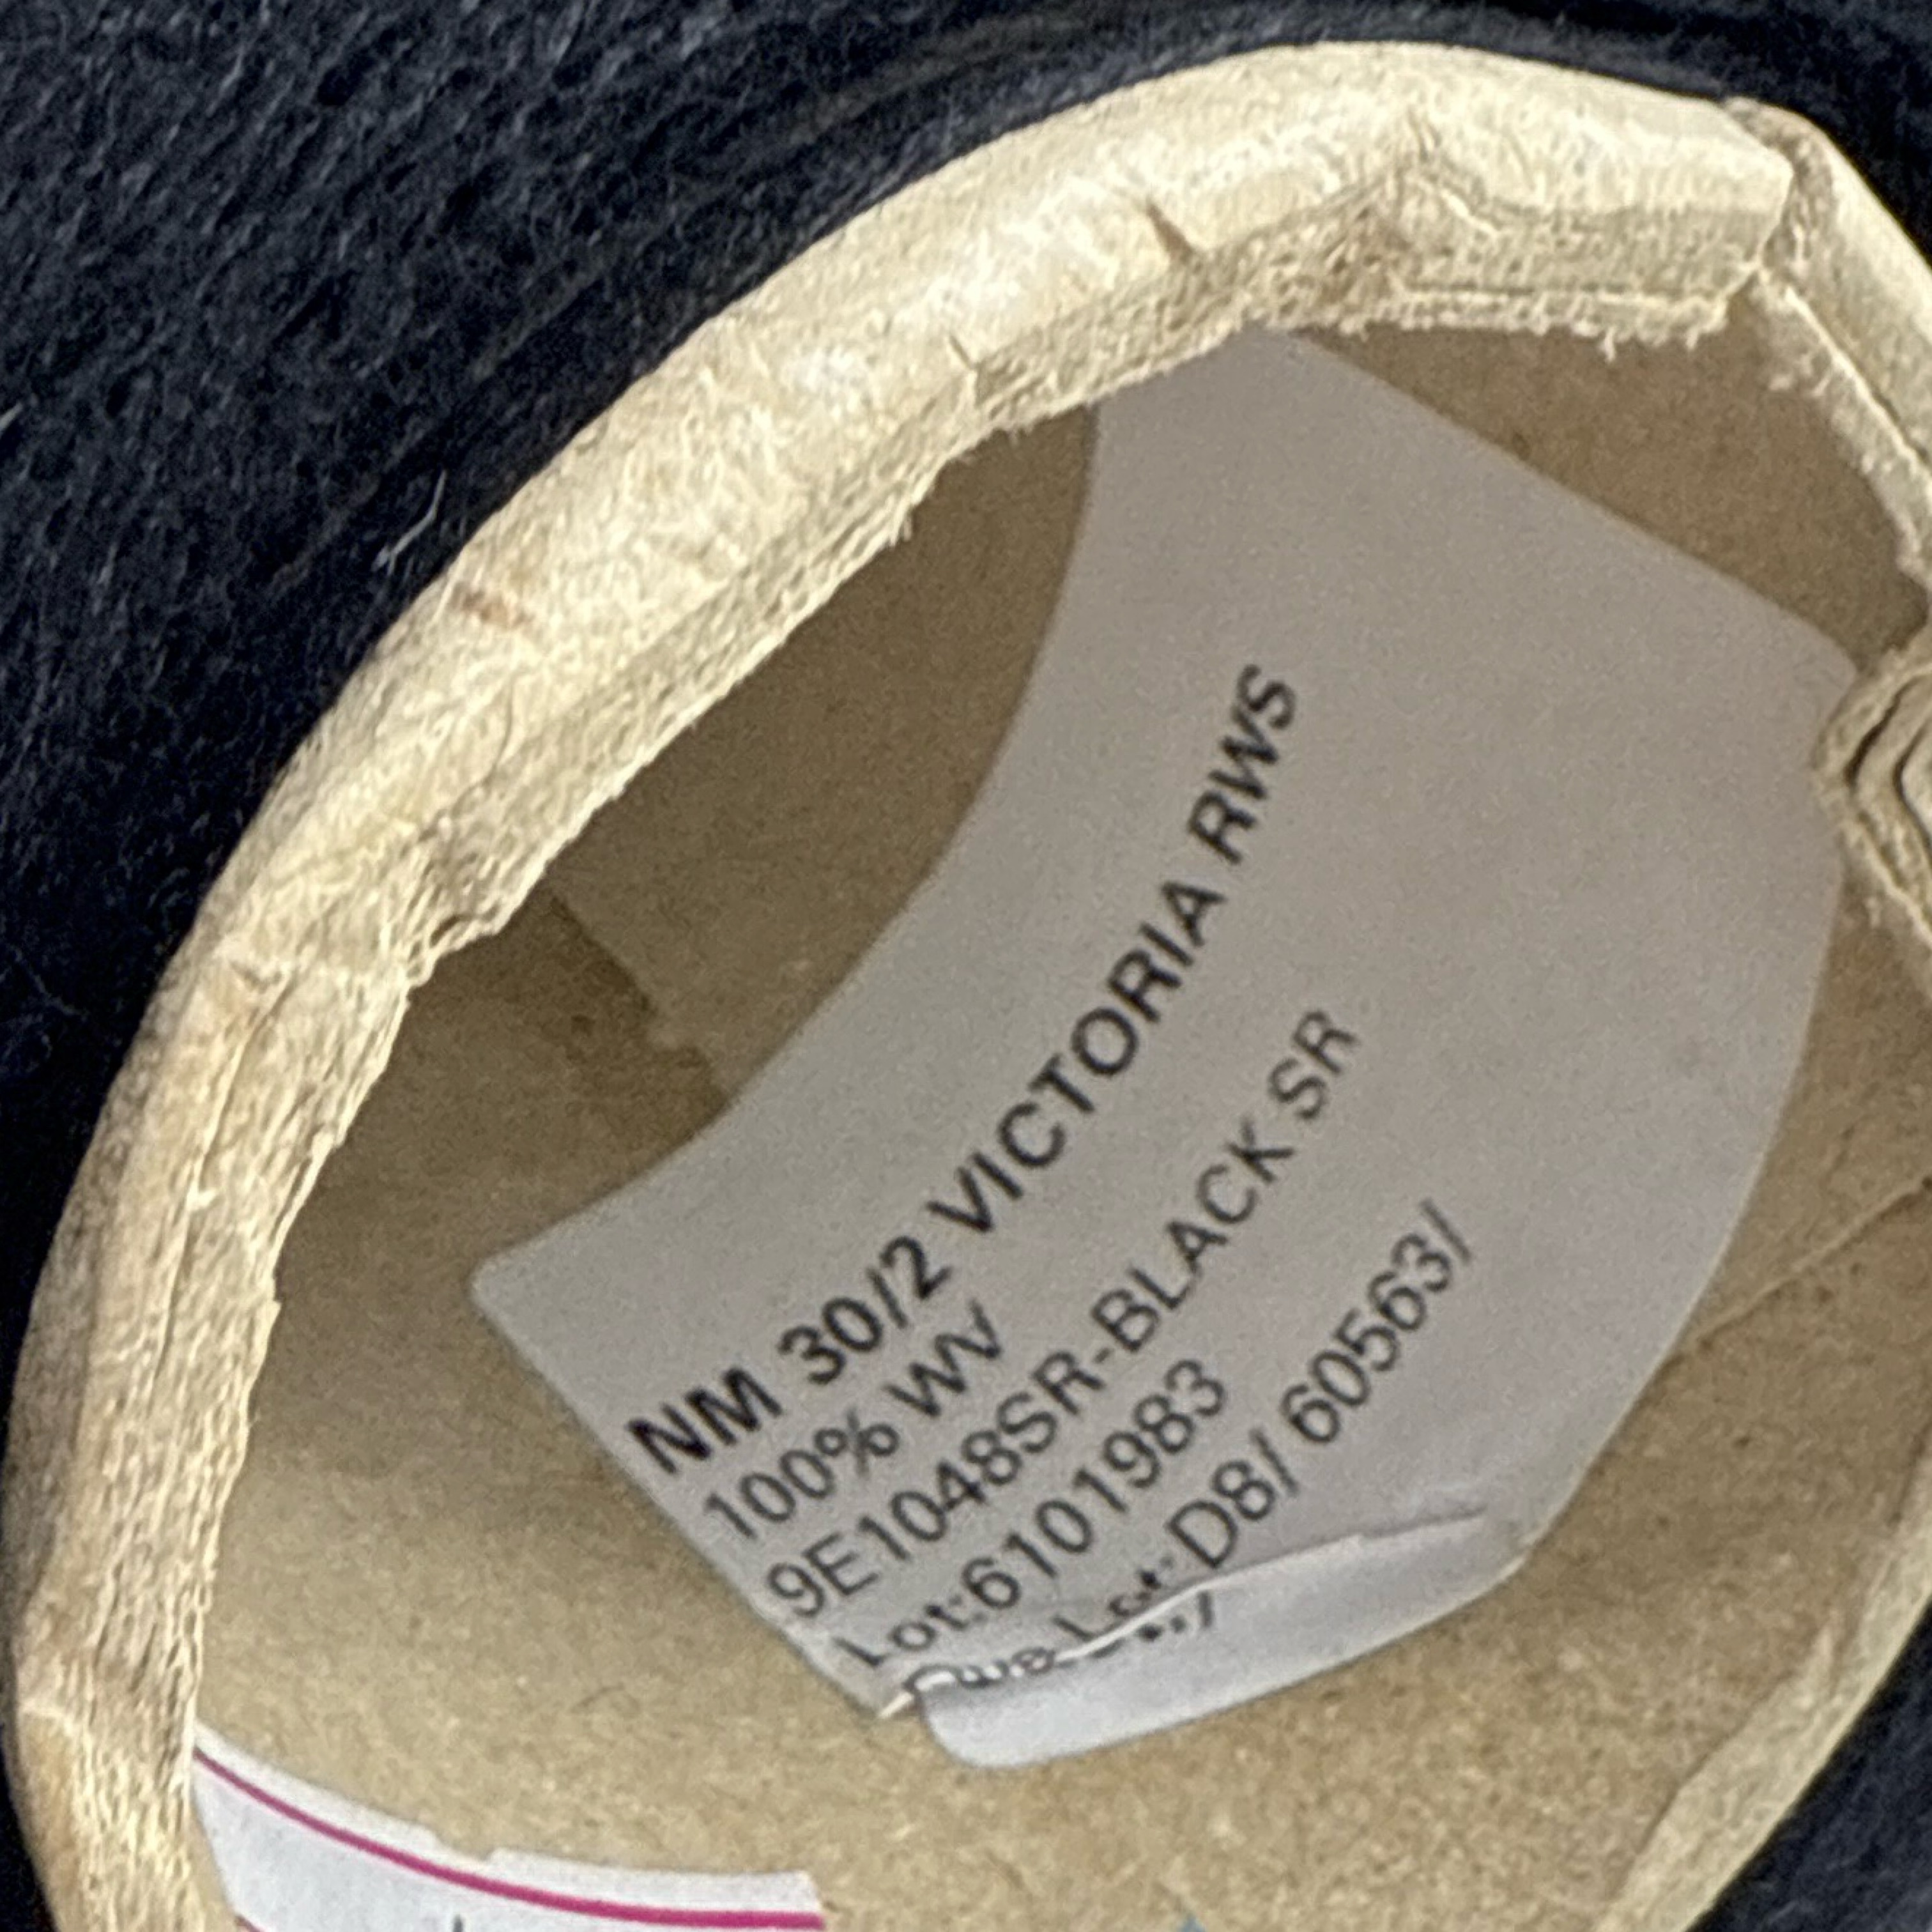 NM 30/2 VICTORIA RWS
100% WV
9E1048SR-BLACK SR
Lot:6101983
Lot:D8/ 60563/